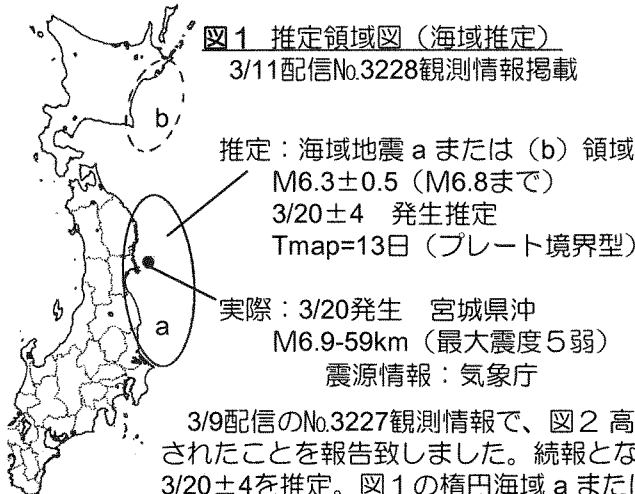 図1 推定領域図（海域推定）
3/11配信No.3228観測情報掲載
b
推定：海域地震 a または（b）領域
M6.3±0.5（M6.8まで）
3/20±4 発生推定
Tmap=13日（プレート境界型）
実際：3/20発生 宮城県沖
a
M6.9-59km（最大震度５弱）
震源情報：気象庁
3/9配信のNo.3227観測情報で、図２ 高
されたことを報告致しました。続報とな
3/20±4を推定。図１の楕円海域 a または